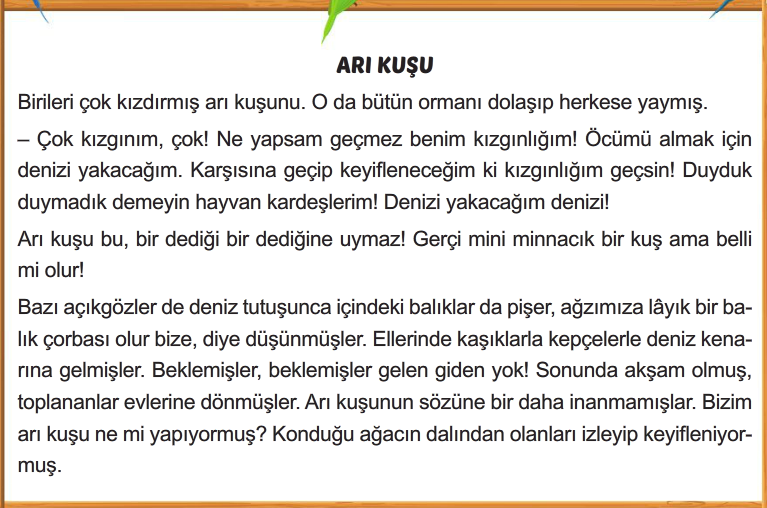 ARI KUŞU
Birileri çok kızdırmış arı kuşunu. O da bütün ormanı dolaşıp herkese yaymış.
– Çok kızgınım, çok! Ne yapsam geçmez benim kızgınlığım! Öcümü almak için
denizi yakacağım. Karşısına geçip keyifleneceğim ki kızgınlığım geçsin! Duyduk
duymadık demeyin hayvan kardeşlerim! Denizi yakacağım denizi!
Arı kuşu bu, bir dediği bir dediğine uymaz! Gerçi mini minnacık bir kuş ama belli
mi olur!
Bazı açıkgözler de deniz tutuşunca içindeki balıklar da pişer, ağzımıza lâyık bir ba-
lık çorbası olur bize, diye düşünmüşler. Ellerinde kaşıklarla kepçelerle deniz kena-
rına gelmişler. Beklemişler, beklemişler gelen giden yok! Sonunda akşam olmuş,
toplananlar evlerine dönmüşler. Arı kuşunun sözüne bir daha inanmamışlar. Bizim
arı kuşu ne mi yapıyormuş? Konduğu ağacın dalından olanları izleyip keyifleniyor-
muş.